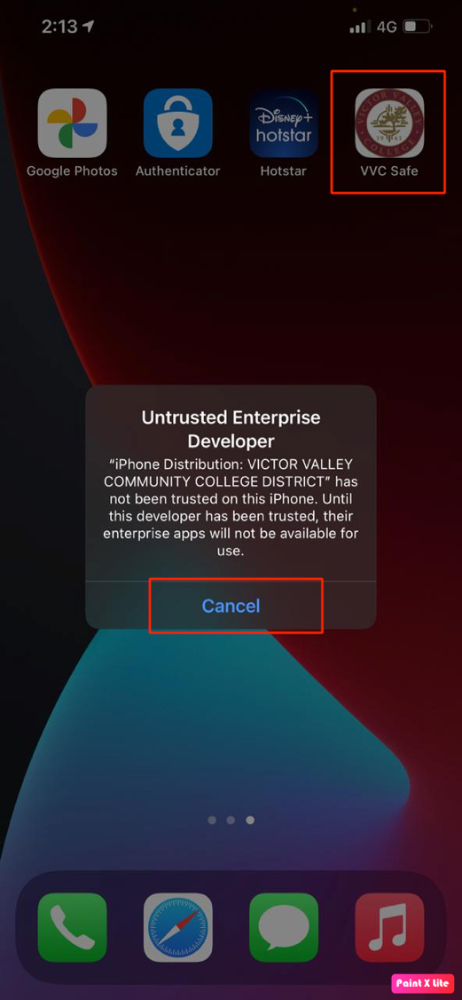 2:13
4G
Google Photos
Authenticator
Disney+
hotstar
Hotstar
VICTOR VALLEY
COLLEGE
VVC Safe
Untrusted Enterprise
Developer
“iPhone Distribution: VICTOR VALLEY
COMMUNITY COLLEGE DISTRICT” has
not been trusted on this iPhone. Until
this developer has been trusted, their
enterprise apps will not be available for
use.
Cancel
Paint X Lite